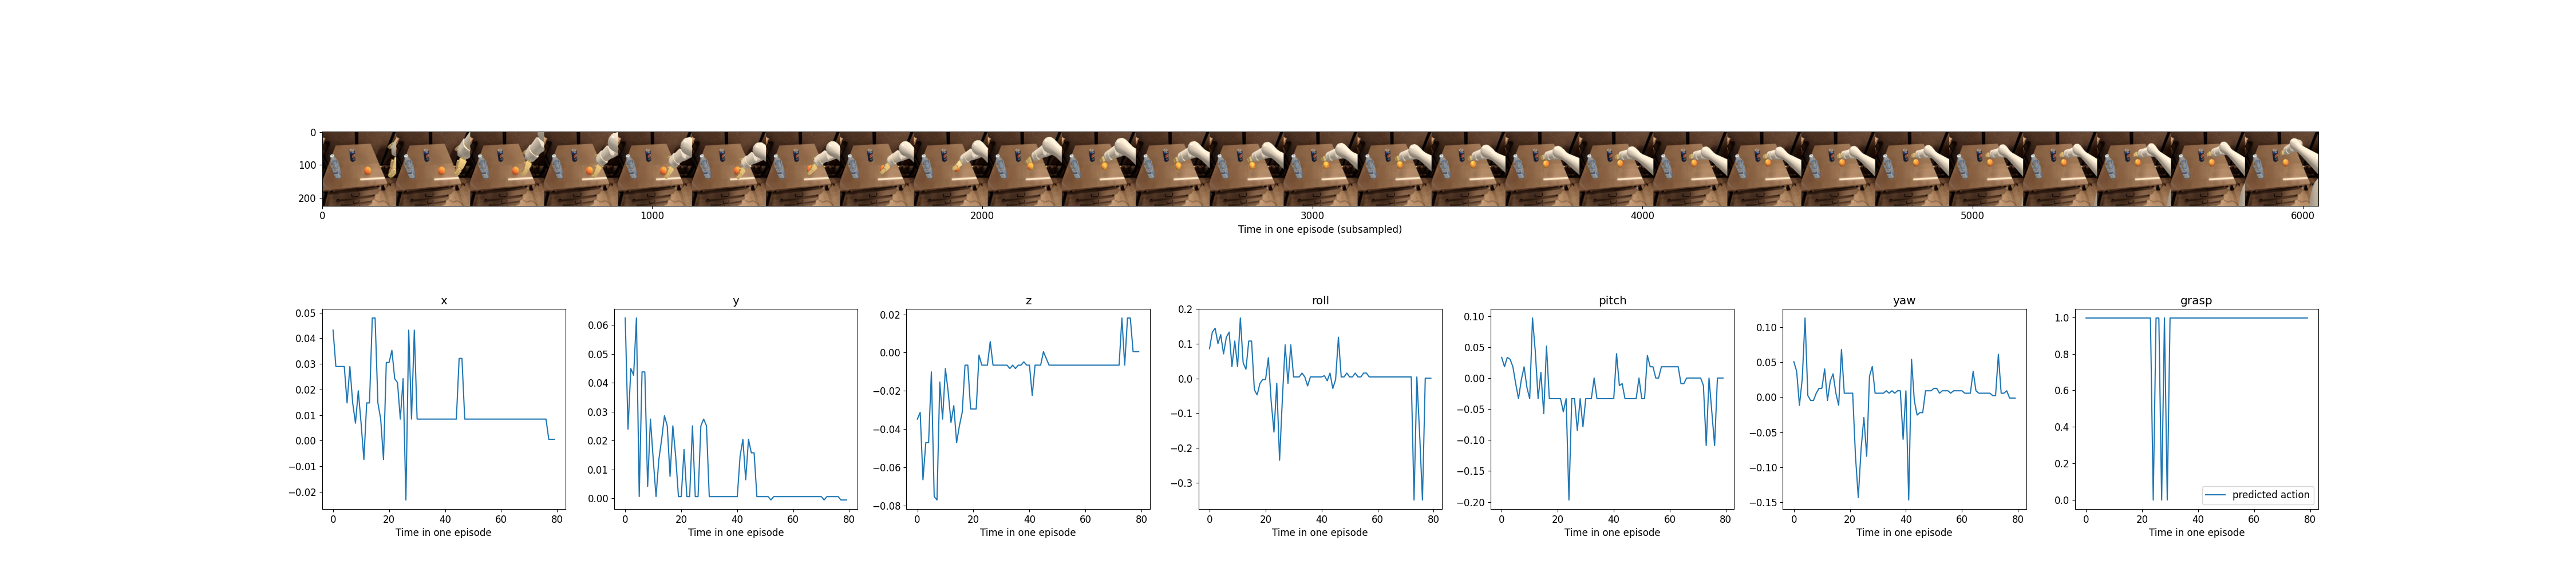 0
100
200
0 1000 2000 3000 4000 5000 6000
Time in one episode (subsampled)
x
0.05
0.04
0.03
0.02
0.01
0.00
−0.01
−0.02
0 20 40 60 80
Time in one episode
y
0.06
0.05
0.04
0.03
0.02
0.01
0.00
0 20 40 60 80
Time in one episode
z
0.02
0.00
−0.02
−0.04
−0.06
−0.08
0 20 40 60 80
Time in one episode
roll
0.2
0.1
0.0
−0.1
−0.2
−0.3
0 20 40 60 80
Time in one episode
pitch
0.10
0.05
0.00
−0.05
−0.10
−0.15
−0.20
0 20 40 60 80
Time in one episode
yaw
0.10
0.05
0.00
−0.05
−0.10
−0.15
0 20 40 60 80
Time in one episode
grasp
1.0
0.8
0.6
0.4
0.2
0.0
predicted action
0 20 40 60 80
Time in one episode